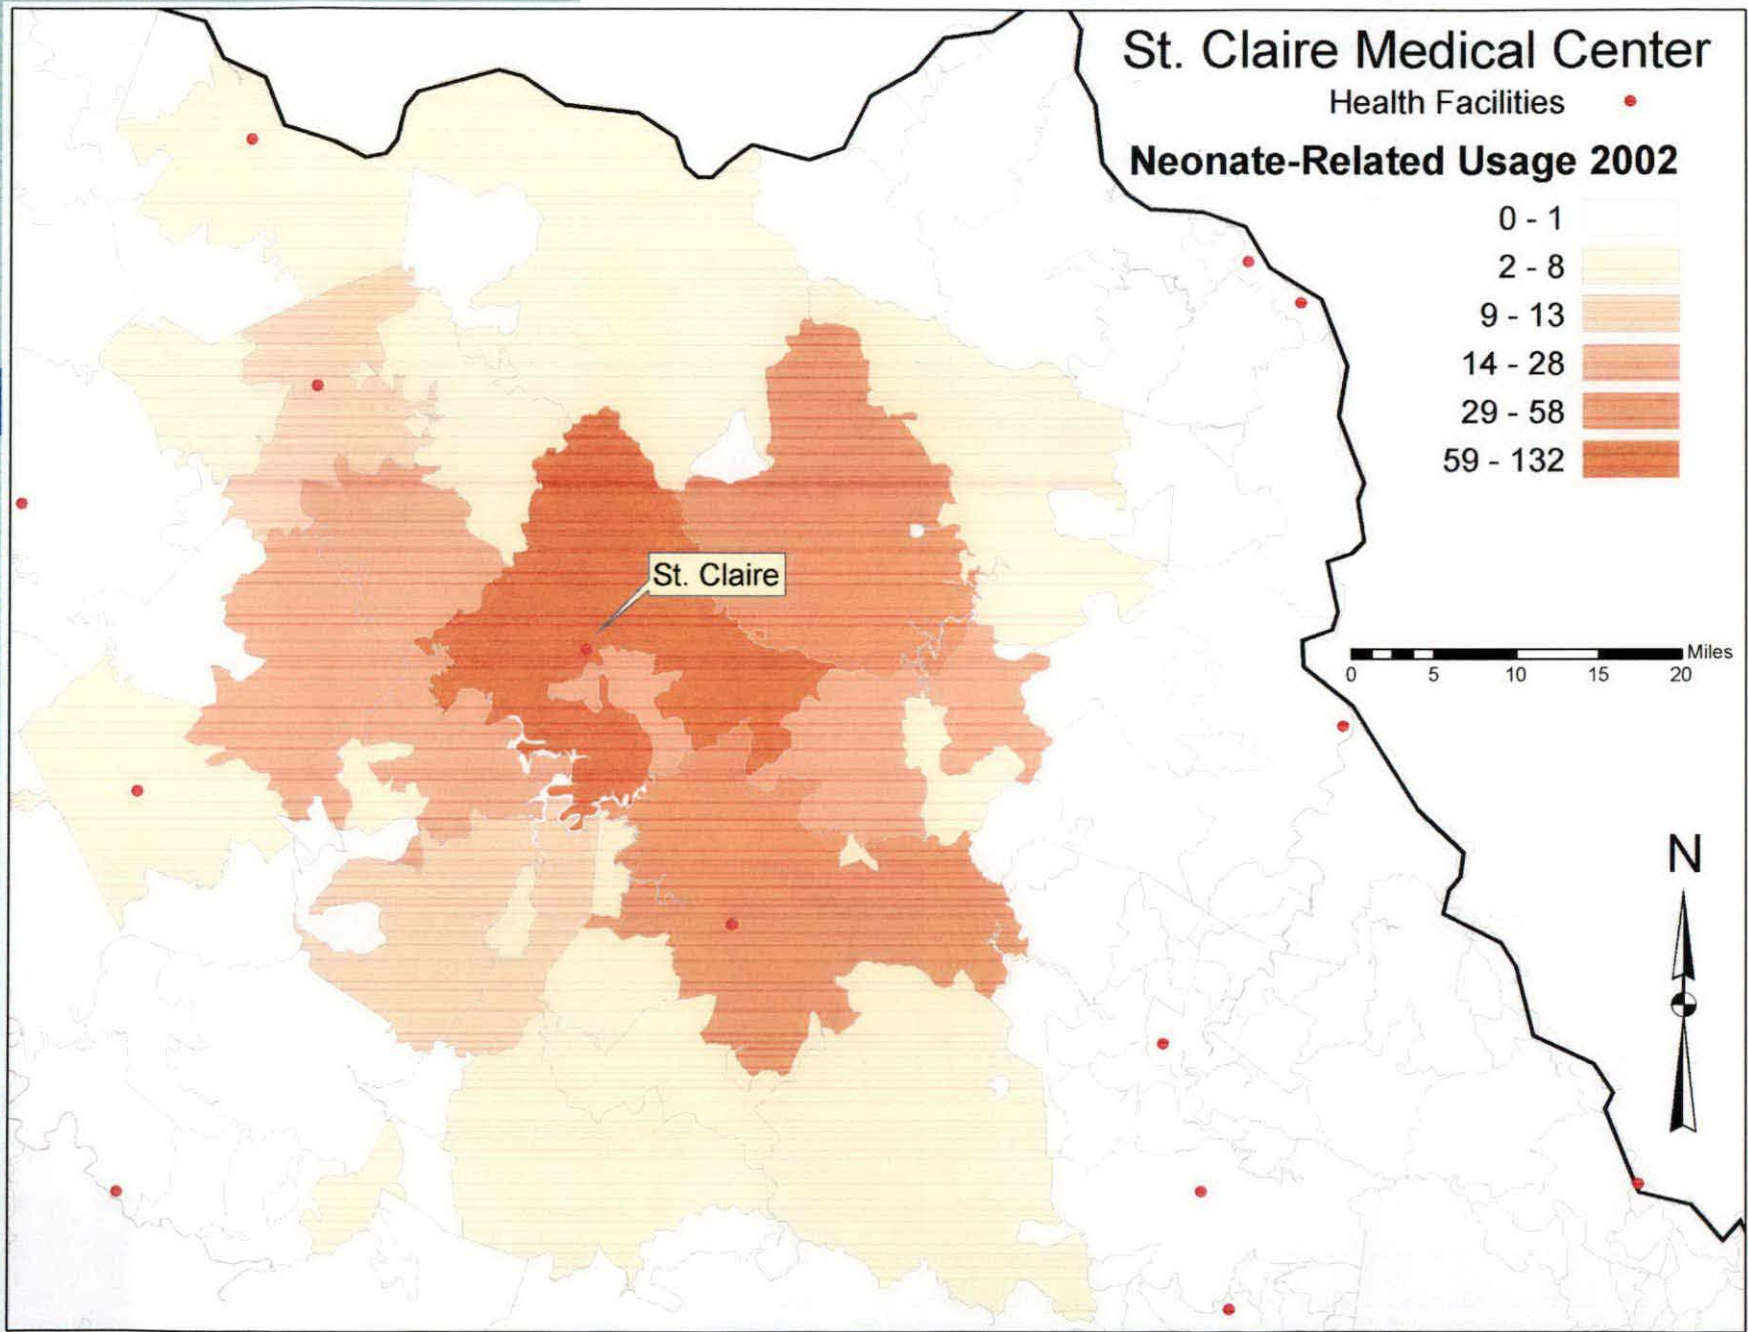 St. Claire Medical Center
Health Facilities
Neonate-Related Usage 2002
0 - 1
2 - 8
9 - 13
14 - 28
29 - 58
59 - 132
St. Claire
Miles
0 5 10 15 20
N